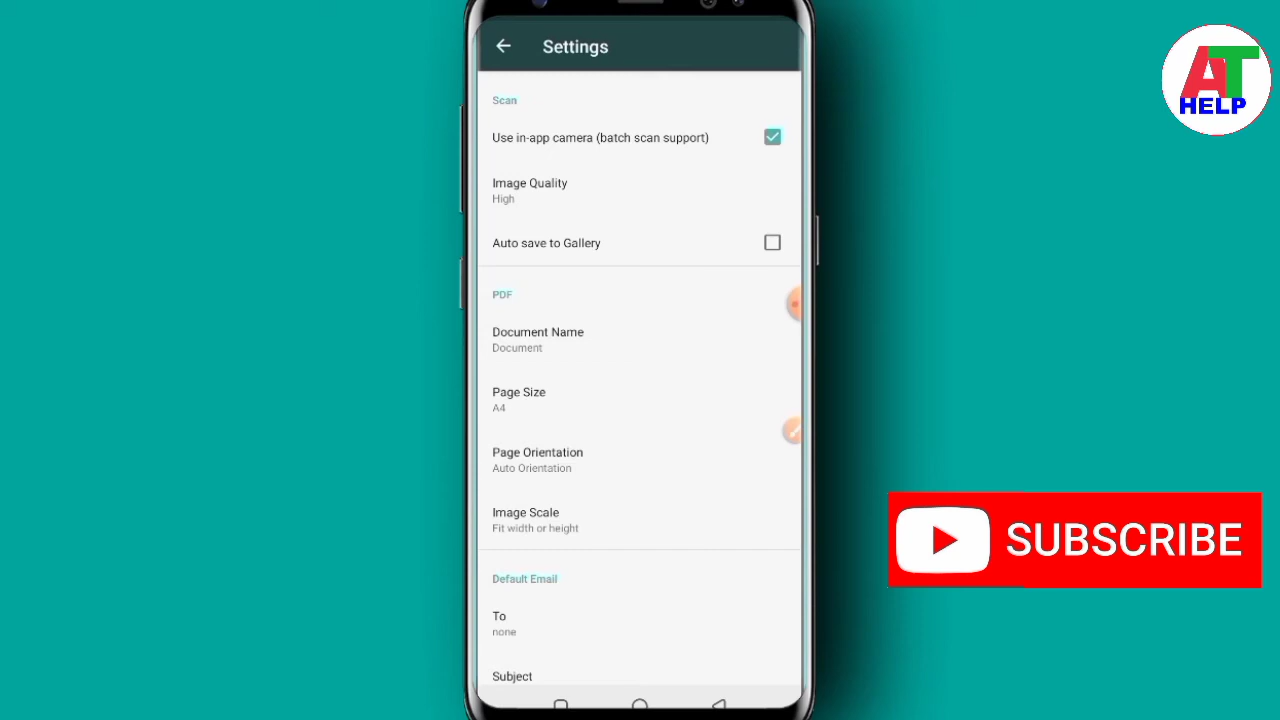 Settings
Scan
Use in-app camera (batch scan support)
Image Quality
High
Auto save to Gallery
PDF
Document Name
Document
Page Size
A4
Page Orientation
Auto Orientation
Image Scale
Fit width or height
Default Email
To
none
Subject
AT
HELP
SUBSCRIBE